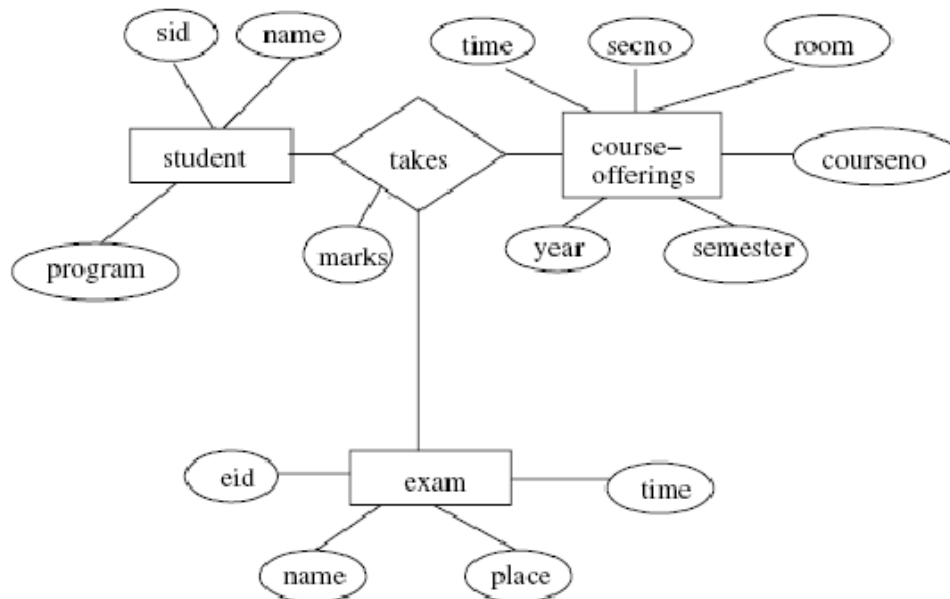 sid
name
time
secno
room
student
takes
course-
offerings
courseno
program
marks
year
semester
eid
exam
time
name
place